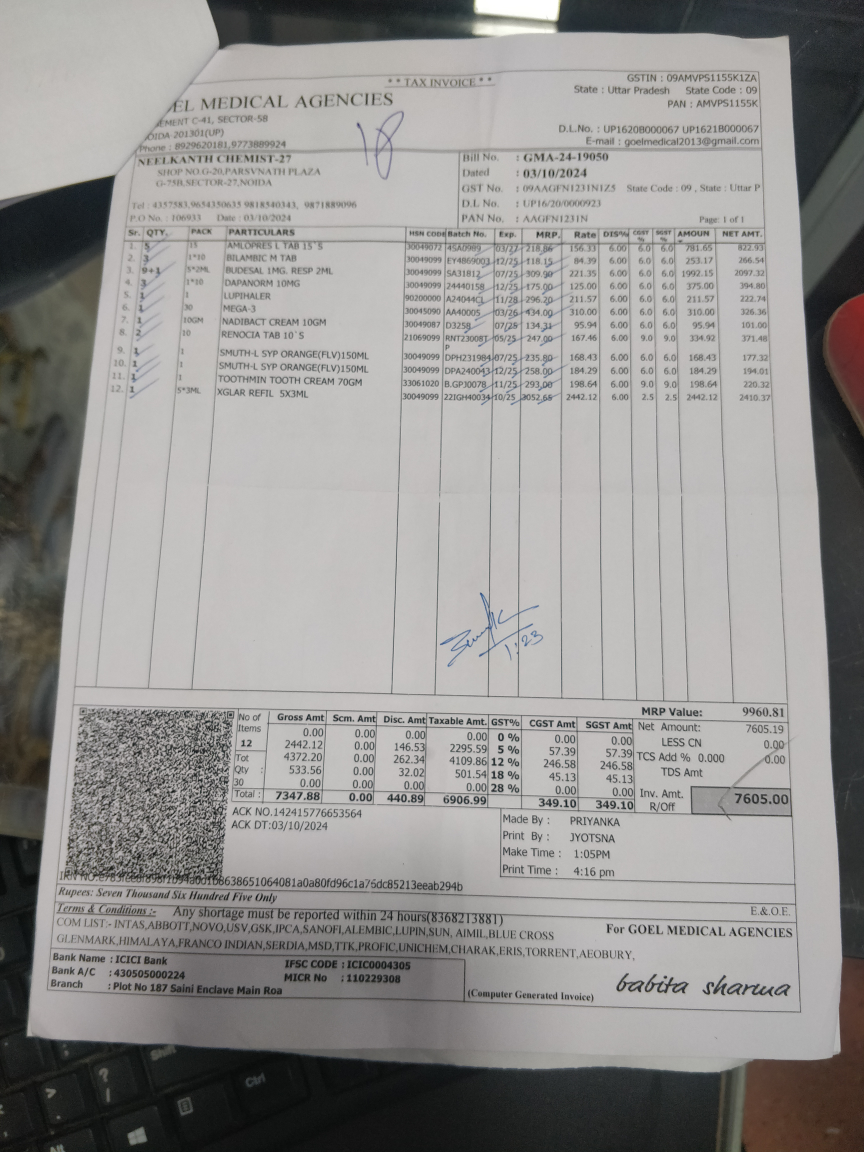 **TAX INVOICE**
GSTIN : 09AMVPS1155K1ZA
State : Uttar Pradesh State Code : 09
PAN : AMVPS1155K
EL MEDICAL AGENCIES
EMENT C-41, SECTOR-58
OIDA-201301(UP)
Phone : 8929620181,9773889924
D.L.No. : UP1620B000067 UP1621B000067
E-mail : goelmedical2013@gmail.com
18
NEELKANTH CHEMIST-27
SHOP NO.G-20,PARSVNATH PLAZA
G-75B,SECTOR-27,NOIDA
Tel : 4357583,9654350635 9818540343, 9871889096
P.O No. : 106933 Date : 03/10/2024
Bill No. : GMA-24-19050
Dated : 03/10/2024
GST No. : 09AAGFN1231N1Z5 State Code : 09 , State : Uttar P
D.L No. : UP16/20/0000923
PAN No. : AAGFN1231N Page: 1 of 1
Sr. QTY. PACK PARTICULARS HSN CODE Batch No. Exp. MRP. Rate DIS% CGST % SGST % AMOUN NET AMT.
1. 5 15 AMLOPRES L TAB 15`S 30049072 4SA0989 03/27 218.86 156.33 6.00 6.0 6.0 781.65 822.93
2. 3 1*10 BILAMBIC M TAB 30049099 EY4869003 12/25 118.15 84.39 6.00 6.0 6.0 253.17 266.54
3. 9+1 5*2ML BUDESAL 1MG. RESP 2ML 30049099 SA31812 07/25 309.90 221.35 6.00 6.0 6.0 1992.15 2097.32
4. 3 1*10 DAPANORM 10MG 30049099 24440158 12/25 175.00 125.00 6.00 6.0 6.0 375.00 394.80
5. 1 1 LUPIHALER 90200000 A24044CL 11/28 296.20 211.57 6.00 6.0 6.0 211.57 222.74
6. 1 30 MEGA-3 30045090 AA40005 03/26 434.00 310.00 6.00 6.0 6.0 310.00 326.36
7. 1 10GM NADIBACT CREAM 10GM 30049087 D3258 07/25 134.31 95.94 6.00 6.0 6.0 95.94 101.00
8. 2 10 RENOCIA TAB 10`S 21069099 RNT23008T 05/25 247.00 167.46 6.00 9.0 9.0 334.92 371.48
P
9. 1 1 SMUTH-L SYP ORANGE(FLV)150ML 30049099 DPH231984 07/25 235.80 168.43 6.00 6.0 6.0 168.43 177.32
10. 1 1 SMUTH-L SYP ORANGE(FLV)150ML 30049099 DPA240043 12/25 258.00 184.29 6.00 6.0 6.0 184.29 194.01
11. 1 1 TOOTHMIN TOOTH CREAM 70GM 33061020 B.GPJ0078 11/25 293.00 198.64 6.00 9.0 9.0 198.64 220.32
12. 1 5*3ML XGLAR REFIL 5X3ML 30049099 22IGH40034 10/25 3052.65 2442.12 6.00 2.5 2.5 2442.12 2410.37
1:23
MRP Value: 9960.81
No of Items 12 Tot Qty : 30
Gross Amt Scm. Amt Disc. Amt Taxable Amt. GST% CGST Amt SGST Amt
0.00 0.00 0.00 0.00 0 % 0.00 0.00
2442.12 0.00 146.53 2295.59 5 % 57.39 57.39
4372.20 0.00 262.34 4109.86 12 % 246.58 246.58
533.56 0.00 32.02 501.54 18 % 45.13 45.13
0.00 0.00 0.00 0.00 28 % 0.00 0.00
Total : 7347.88 0.00 440.89 6906.99 349.10 349.10
Net Amount: 7605.19
LESS CN 0.00
TCS Add % 0.000 0.00
TDS Amt
Inv. Amt. 7605.00
R/Off
ACK NO.142415776653564
ACK DT:03/10/2024
Made By : PRIYANKA
Print By : JYOTSNA
Make Time : 1:05PM
Print Time : 4:16 pm
Rupees: Seven Thousand Six Hundred Five Only
E.& O.E.
Terms & Conditions :- Any shortage must be reported within 24 hours(8368213881)
COM LIST:- INTAS,ABBOTT,NOVO,USV,GSK,IPCA,SANOFI,ALEMBIC,LUPIN,SUN, AIMIL,BLUE CROSS
GLENMARK,HIMALAYA,FRANCO INDIAN,SERDIA,MSD,TTK,PROFIC,UNICHEM,CHARAK,ERIS,TORRENT,AEOBURY,
For GOEL MEDICAL AGENCIES
Bank Name : ICICI Bank
Bank A/C : 430505000224
Branch : Plot No 187 Saini Enclave Main Roa
IFSC CODE : ICIC0004305
MICR No : 110229308
(Computer Generated Invoice)
babita sharma
Shift
Ctrl